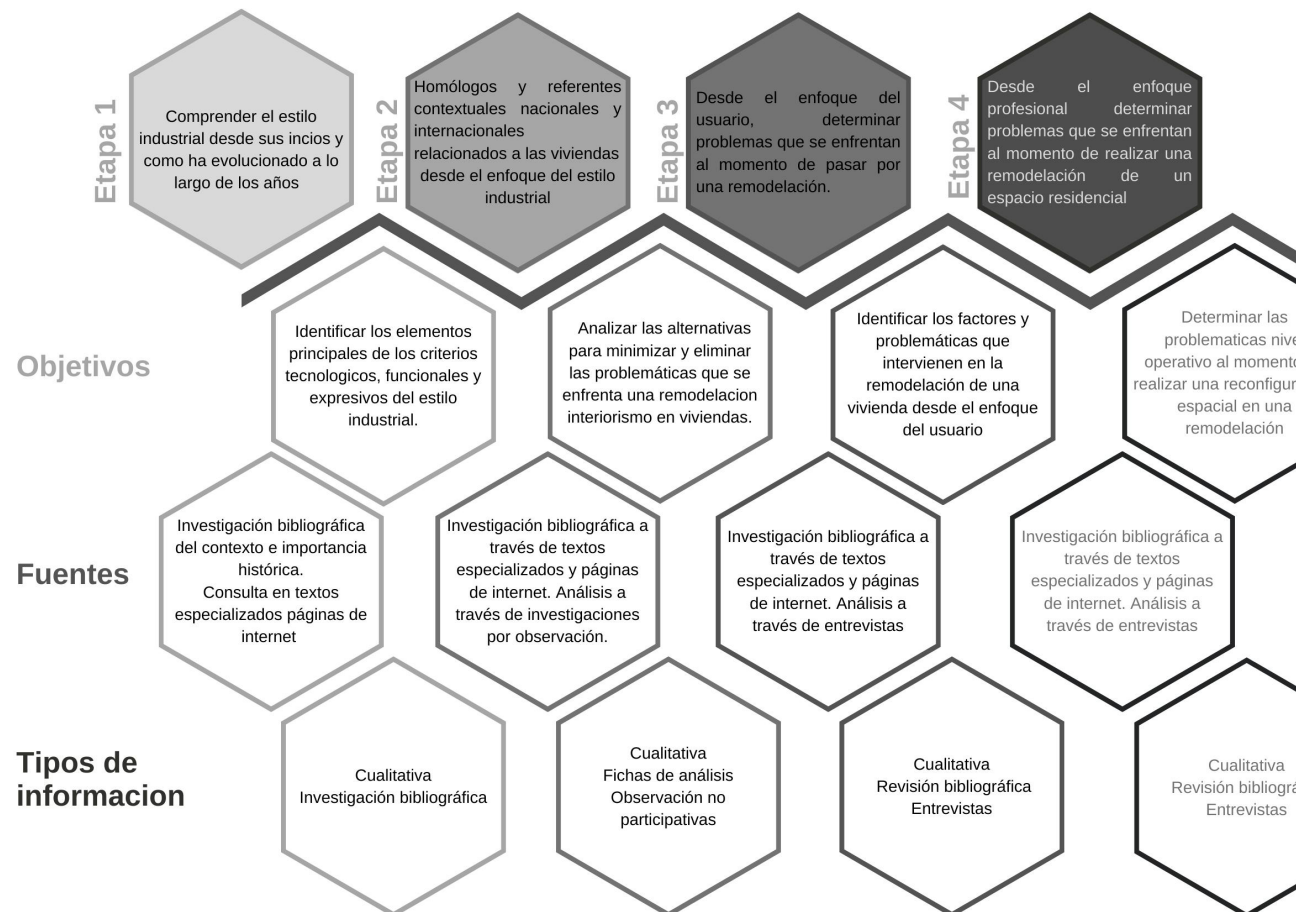 Etapa 1
Comprender el estilo
industrial desde sus incios y
como ha evolucionado a lo
largo de los años
Etapa 2
Homólogos y referentes
contextuales nacionales y
internacionales
relacionados a las viviendas
desde el enfoque del estilo
industrial
Etapa 3
Desde el enfoque del
usuario, determinar
problemas que se enfrentan
al momento de pasar por
una remodelación.
Etapa 4
Desde el enfoque
profesional determinar
problemas que se enfrentan
al momento de realizar una
remodelación de un
espacio residencial
Objetivos
Identificar los elementos
principales de los criterios
tecnologicos, funcionales y
expresivos del estilo
industrial.
Analizar las alternativas
para minimizar y eliminar
las problemáticas que se
enfrenta una remodelacion
interiorismo en viviendas.
Identificar los factores y
problemáticas que
intervienen en la
remodelación de una
vivienda desde el enfoque
del usuario
Determinar las
problematicas
operativo al
realizar una
espacial en una
remodelación
Fuentes
Investigación bibliográfica
del contexto e importancia
histórica.
Consulta en textos
especializados páginas de
internet
Investigación bibliográfica a
través de textos
especializados y páginas
de internet. Análisis a
través de investigaciones
por observación.
Investigación bibliográfica a
través de textos
especializados y páginas
de internet. Análisis a
través de entrevistas
Investigación bibliográfica a
través de textos
especializados y páginas
de internet. Análisis a
través de entrevistas
Tipos de
informacion
Cualitativa
Investigación bibliográfica
Cualitativa
Fichas de análisis
Observación no
participativas
Cualitativa
Revisión bibliográfica
Entrevistas
Cualitativa
Revisión
Entrevistas